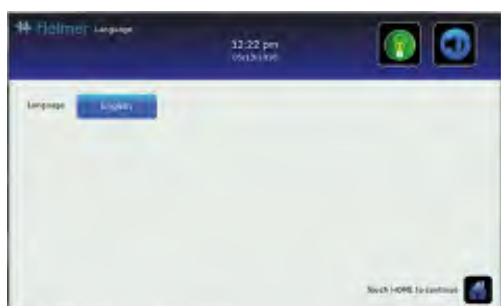 Helmer Language
12:22 pm
Language English
Touch HOME to continue